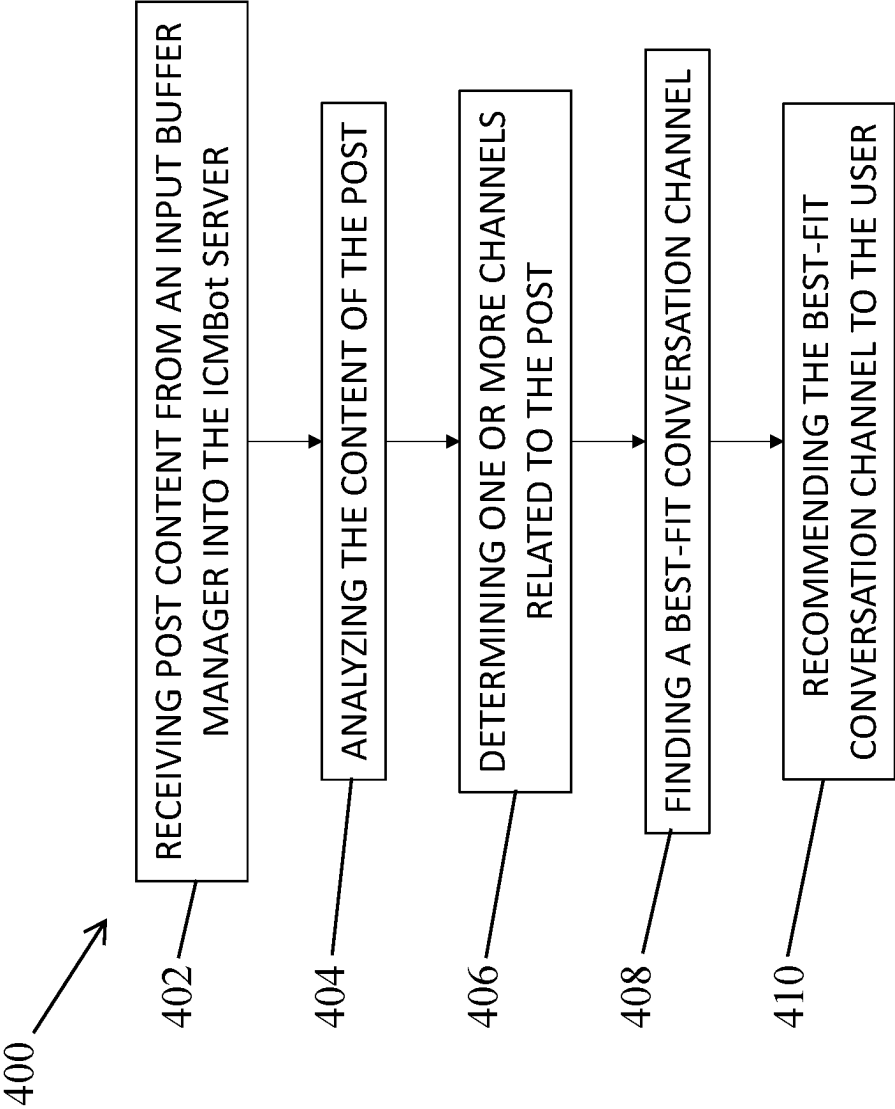 400
402
RECEIVING POST CONTENT FROM AN INPUT BUFFER
MANAGER INTO THE ICMBot SERVER
404
ANALYZING THE CONTENT OF THE POST
406
DETERMINING ONE OR MORE CHANNELS
RELATED TO THE POST
408
FINDING A BEST-FIT CONVERSATION CHANNEL
410
RECOMMENDING THE BEST-FIT
CONVERSATION CHANNEL TO THE USER